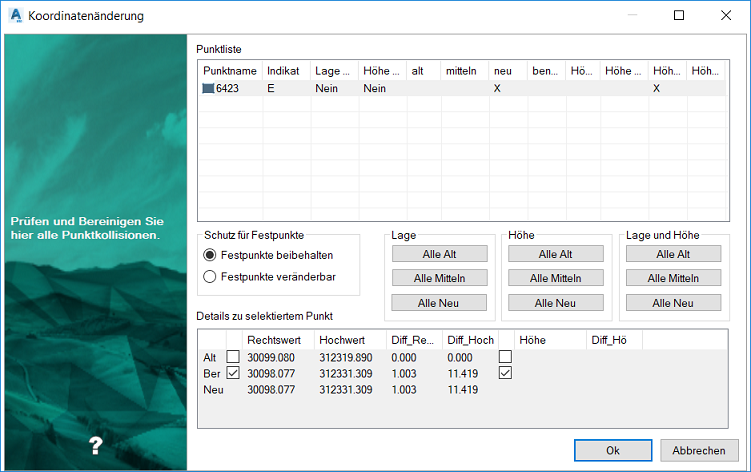 Koordinatenänderung
Punktliste
Punktname Indikat Lage ... Höhe ... alt mitteln neu ben... Hö... Höhe ... Höh... Höh...
6423 E Nein Nein X X
Prüfen und Bereinigen Sie
hier alle Punktkollisionen.
Schutz für Festpunkte
Festpunkte beibehalten
Festpunkte veränderbar
Lage
Alle Alt
Alle Mitteln
Alle Neu
Höhe
Alle Alt
Alle Mitteln
Alle Neu
Lage und Höhe
Alle Alt
Alle Mitteln
Alle Neu
Details zu selektiertem Punkt
Rechtswert Hochwert Diff_Re... Diff_Hoch Höhe Diff_Hö
Alt 30099.080 312319.890 0.000 0.000
Ber 30098.077 312331.309 1.003 11.419
Neu 30098.077 312331.309 1.003 11.419
?
Ok Abbrechen